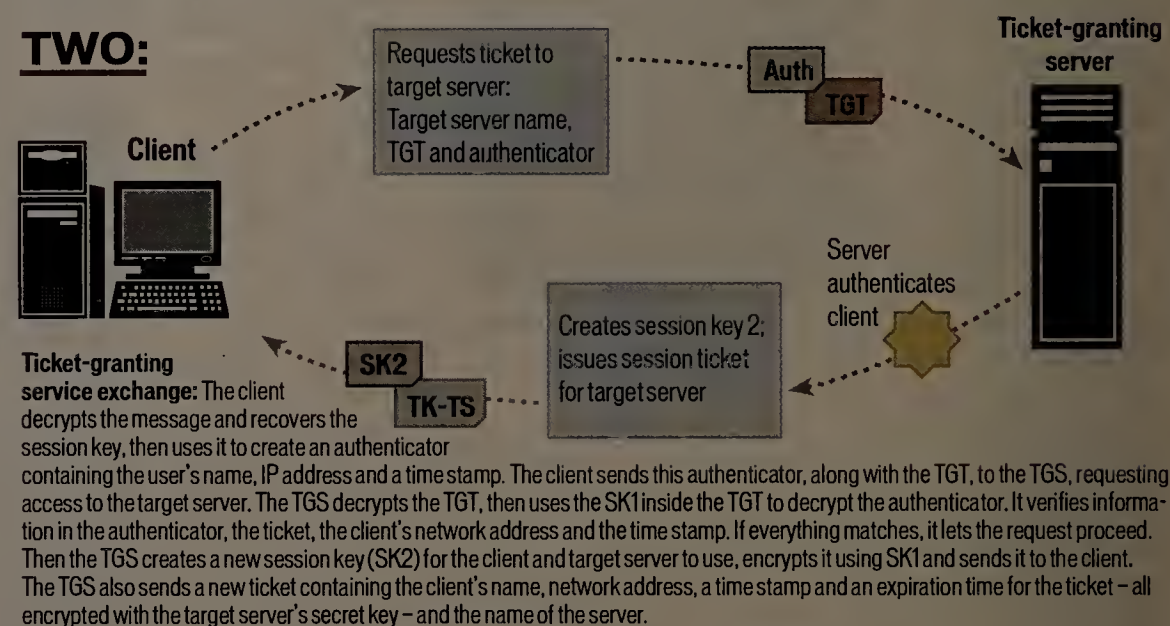 TWO:
Client
Requests ticket to
target server:
Target server name,
TGT and authenticator
Auth
TGT
Ticket-granting
server
Server
authenticates
client
Creates session key 2;
issues session ticket
for target server
SK2
TK-TS
Ticket-granting
service exchange: The client
decrypts the message and recovers the
session key, then uses it to create an authenticator
containing the user's name, IP address and a time stamp. The client sends this authenticator, along with the TGT, to the TGS, requesting
access to the target server. The TGS decrypts the TGT, then uses the SK1 inside the TGT to decrypt the authenticator. It verifies informa-
tion in the authenticator, the ticket, the client's network address and the time stamp. If everything matches, it lets the request proceed.
Then the TGS creates a new session key (SK2) for the client and target server to use, encrypts it using SK1 and sends it to the client.
The TGS also sends a new ticket containing the client's name, network address, a time stamp and an expiration time for the ticket – all
encrypted with the target server's secret key – and the name of the server.